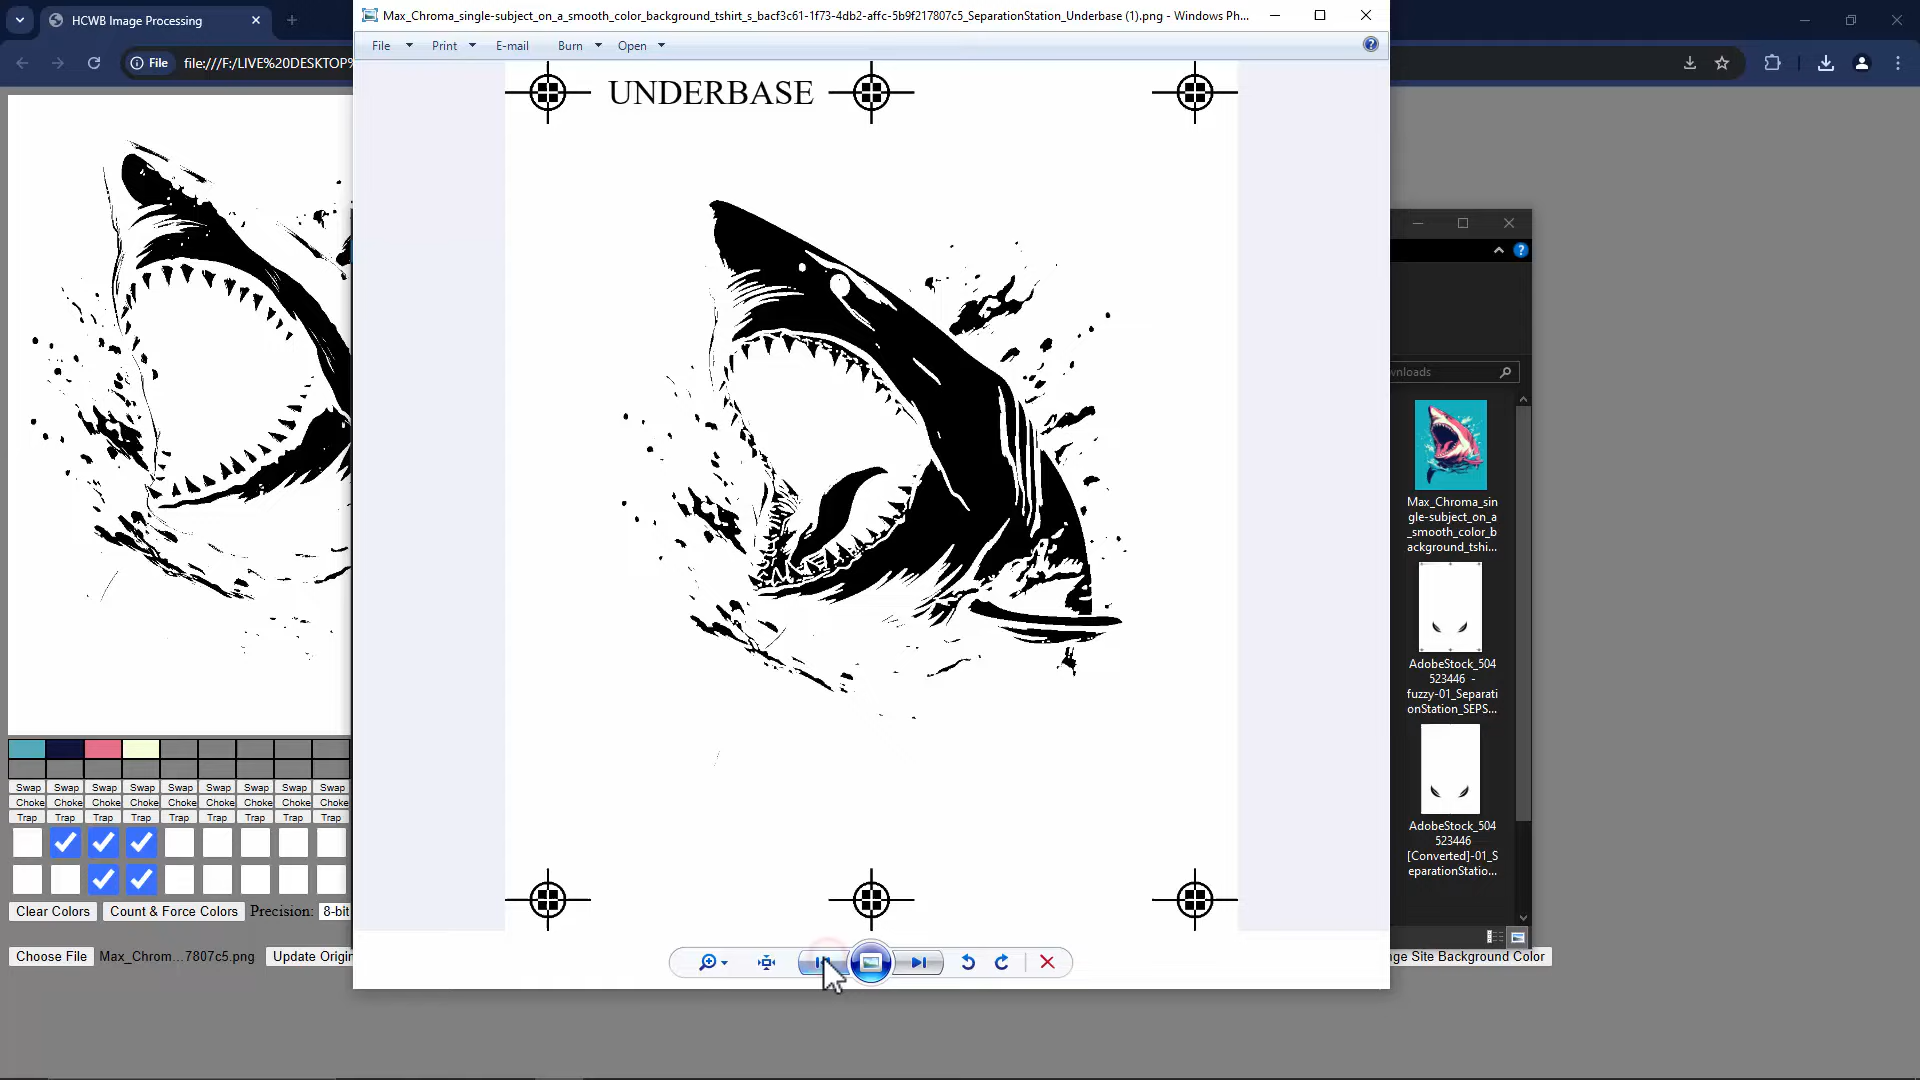 HCWB Image Processing
Max_Chroma_single-subject_on_a_smooth_color_background_tshirt_s_bacf3c61-1f73-4db2-affc-5b9f217807c5_SeparationStation_Underbase (1).png - Windows Ph...
File
file:///F:/LIVE%20DESKTOP%
File Print E-mail Burn Open
UNDERBASE
wnloads
Max_Chroma_sin
gle-subject_on_a
_smooth_color_b
ackground_tshi...
AdobeStock_504
523446 -
fuzzy-01_Separati
onStation_SEPS...
AdobeStock_504
523446
[Converted]-01_S
eparationStatio...
Swap Swap Swap Swap Swap Swap Swap Swap Swap
Choke Choke Choke Choke Choke Choke Choke Choke Choke
Trap Trap Trap Trap Trap Trap Trap Trap Trap
Clear Colors Count & Force Colors Precision: 8-bit
Choose File Max_Chrom...7807c5.png Update Origin
nge Site Background Color